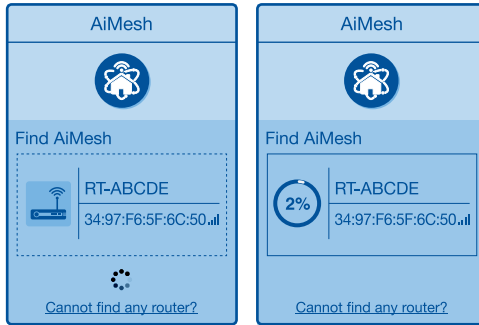 AiMesh
Find AiMesh
RT-ABCDE
34:97:F6:5F:6C:50
Cannot find any router?
AiMesh
Find AiMesh
2%
RT-ABCDE
34:97:F6:5F:6C:50
Cannot find any router?